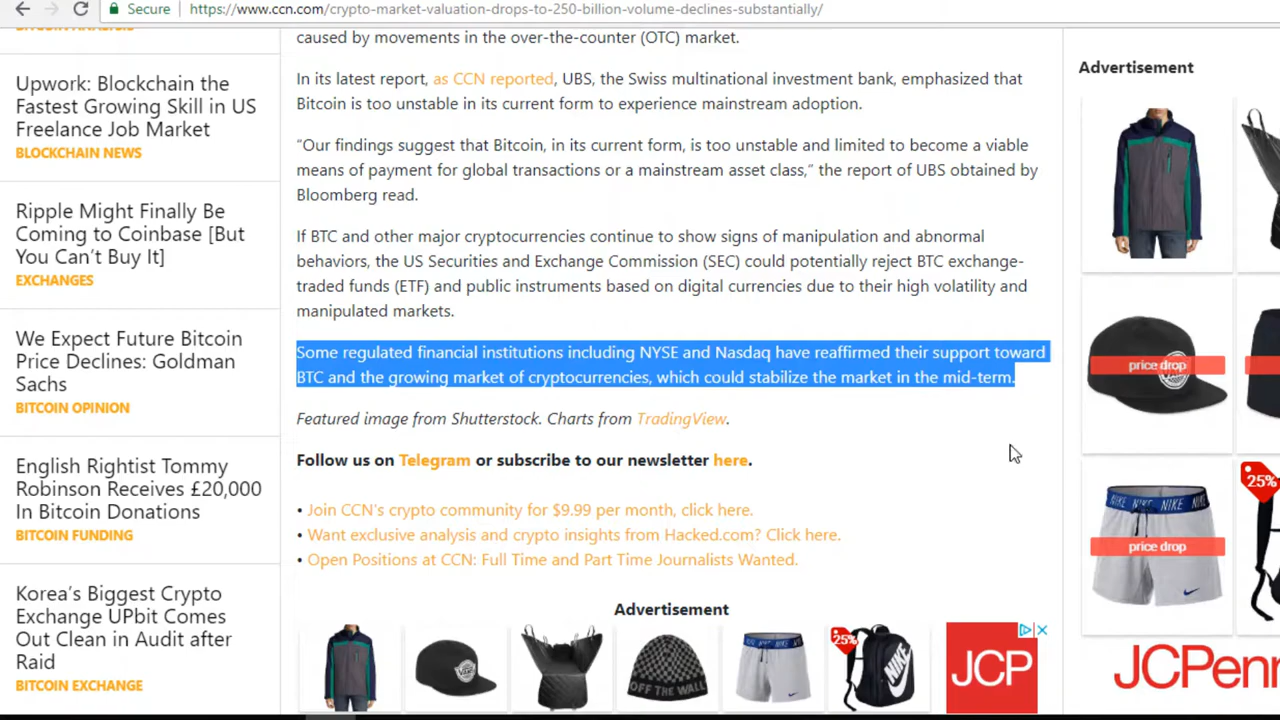 Secure
https://www.ccn.com/crypto-market-valuation-drops-to-250-billion-volume-declines-substantially/
Upwork: Blockchain the
Fastest Growing Skill in US
Freelance Job Market
BLOCKCHAIN NEWS
Ripple Might Finally Be
Coming to Coinbase [But
You Can't Buy It]
EXCHANGES
We Expect Future Bitcoin
Price Declines: Goldman
Sachs
BITCOIN OPINION
English Rightist Tommy
Robinson Receives £20,000
In Bitcoin Donations
BITCOIN FUNDING
Korea's Biggest Crypto
Exchange UPbit Comes
Out Clean in Audit after
Raid
BITCOIN EXCHANGE
caused by movements in the over-the-counter (OTC) market.
In its latest report, as CCN reported, UBS, the Swiss multinational investment bank, emphasized that
Bitcoin is too unstable in its current form to experience mainstream adoption.
“Our findings suggest that Bitcoin, in its current form, is too unstable and limited to become a viable
means of payment for global transactions or a mainstream asset class,” the report of UBS obtained by
Bloomberg read.
If BTC and other major cryptocurrencies continue to show signs of manipulation and abnormal
behaviors, the US Securities and Exchange Commission (SEC) could potentially reject BTC exchange-
traded funds (ETF) and public instruments based on digital currencies due to their high volatility and
manipulated markets.
Some regulated financial institutions including NYSE and Nasdaq have reaffirmed their support toward
BTC and the growing market of cryptocurrencies, which could stabilize the market in the mid-term.
Featured image from Shutterstock. Charts from TradingView.
Follow us on Telegram or subscribe to our newsletter here.
• Join CCN's crypto community for $9.99 per month, click here.
• Want exclusive analysis and crypto insights from Hacked.com? Click here.
• Open Positions at CCN: Full Time and Part Time Journalists Wanted.
Advertisement
OFF THE WALL
25%
NIKE
JCP
Advertisement
price drop
NIKE
price drop
25%
JCPenn